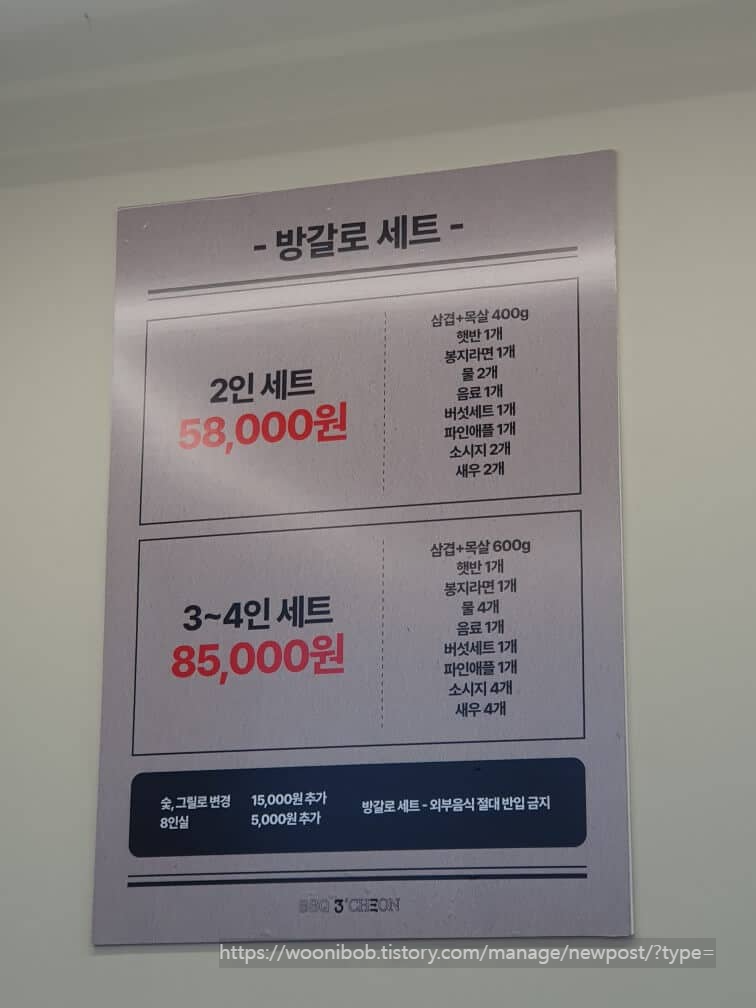 - 방갈로 세트 -
2인 세트
58,000원
삼겹+목살 400g
햇반 1개
봉지라면 1개
물 2개
음료 1개
버섯세트 1개
파인애플 1개
소시지 2개
새우 2개
3~4인 세트
85,000원
삼겹+목살 600g
햇반 1개
봉지라면 1개
물 4개
음료 1개
버섯세트 1개
파인애플 1개
소시지 4개
새우 4개
숯,그릴로 변경 15,000원 추가
8인실 5,000원 추가
방갈로 세트 - 외부음식 절대 반입 금지
BBQ 3'CHEON
https://woonibob.tistory.com/manage/newpost/?type=